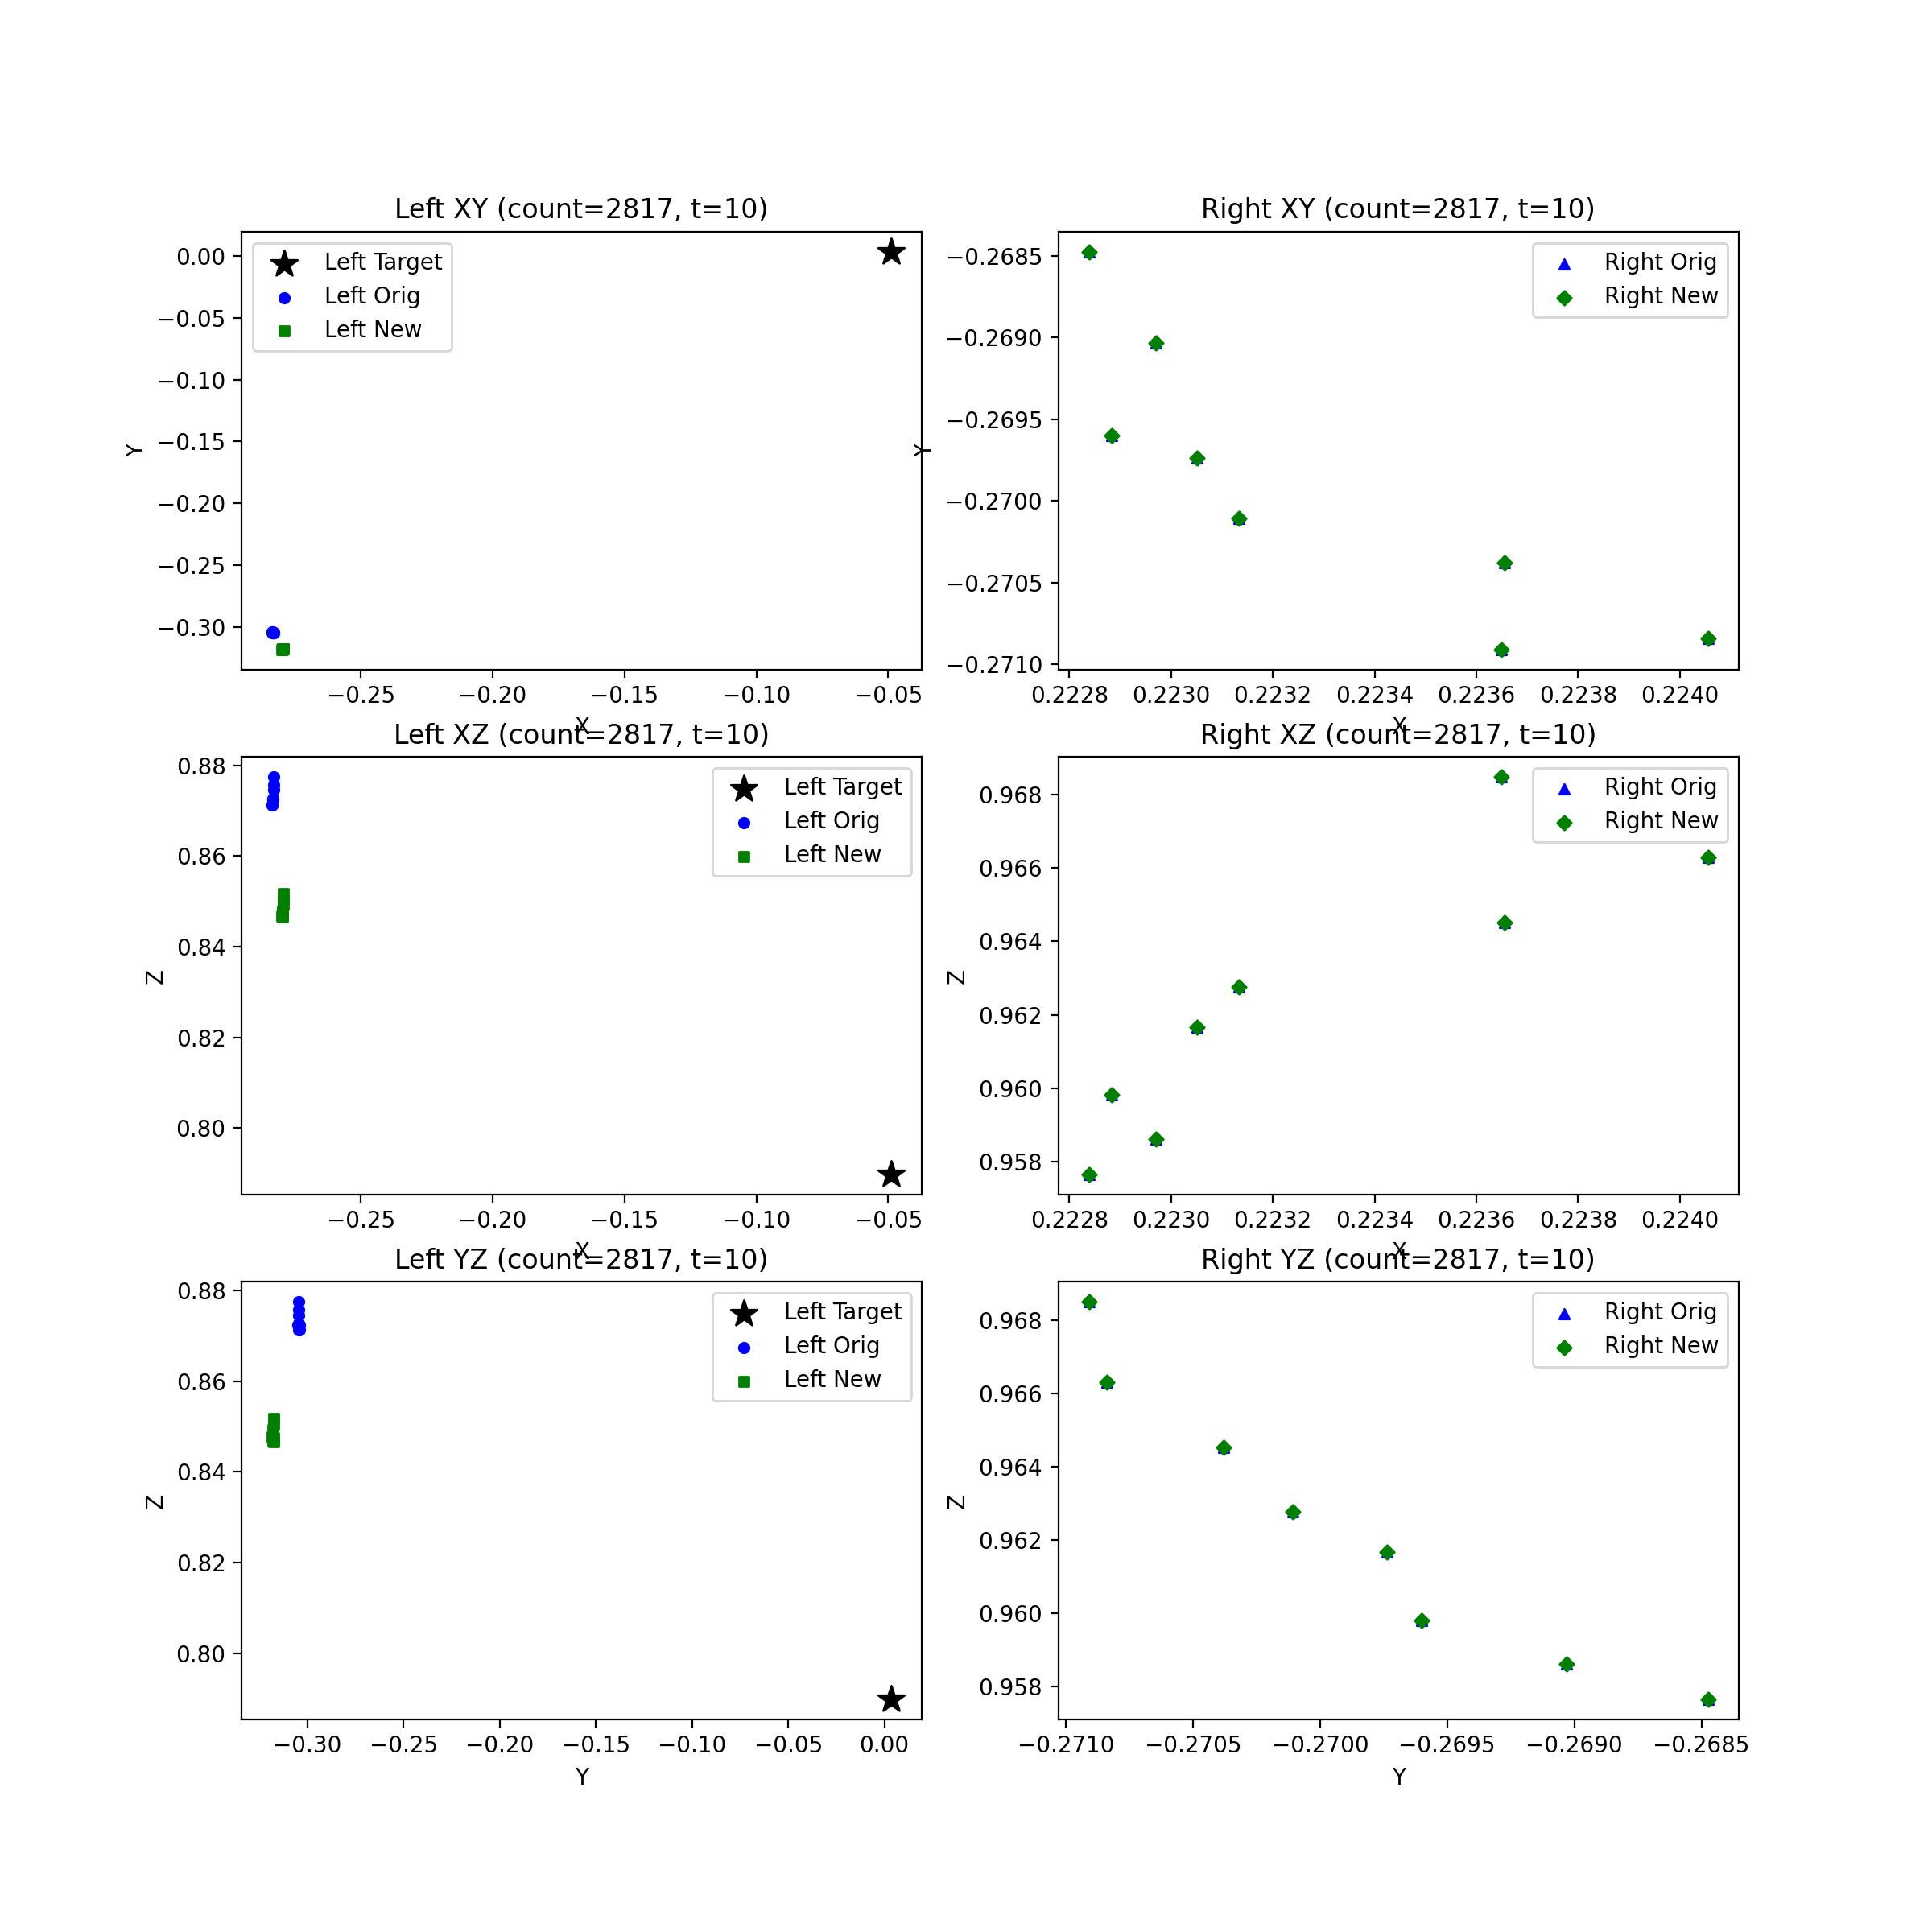 Left XY (count=2817, t=10)
Right XY (count=2817, t=10)
0.00
−0.05
−0.10
−0.15
−0.20
−0.25
−0.30
Y
Left Target
Left Orig
Left New
−0.25
−0.20
−0.15
−0.10
−0.05
X
−0.2685
−0.2690
−0.2695
−0.2700
−0.2705
−0.2710
Y
Right Orig
Right New
0.2228
0.2230
0.2232
0.2234
0.2236
0.2238
0.2240
X
Left XZ (count=2817, t=10)
Right XZ (count=2817, t=10)
0.88
0.86
0.84
0.82
0.80
Z
Left Target
Left Orig
Left New
−0.25
−0.20
−0.15
−0.10
−0.05
X
0.968
0.966
0.964
0.962
0.960
0.958
Z
Right Orig
Right New
0.2228
0.2230
0.2232
0.2234
0.2236
0.2238
0.2240
X
Left YZ (count=2817, t=10)
Right YZ (count=2817, t=10)
0.88
0.86
0.84
0.82
0.80
Z
Left Target
Left Orig
Left New
−0.30
−0.25
−0.20
−0.15
−0.10
−0.05
0.00
Y
0.968
0.966
0.964
0.962
0.960
0.958
Z
Right Orig
Right New
−0.2710
−0.2705
−0.2700
−0.2695
−0.2690
−0.2685
Y